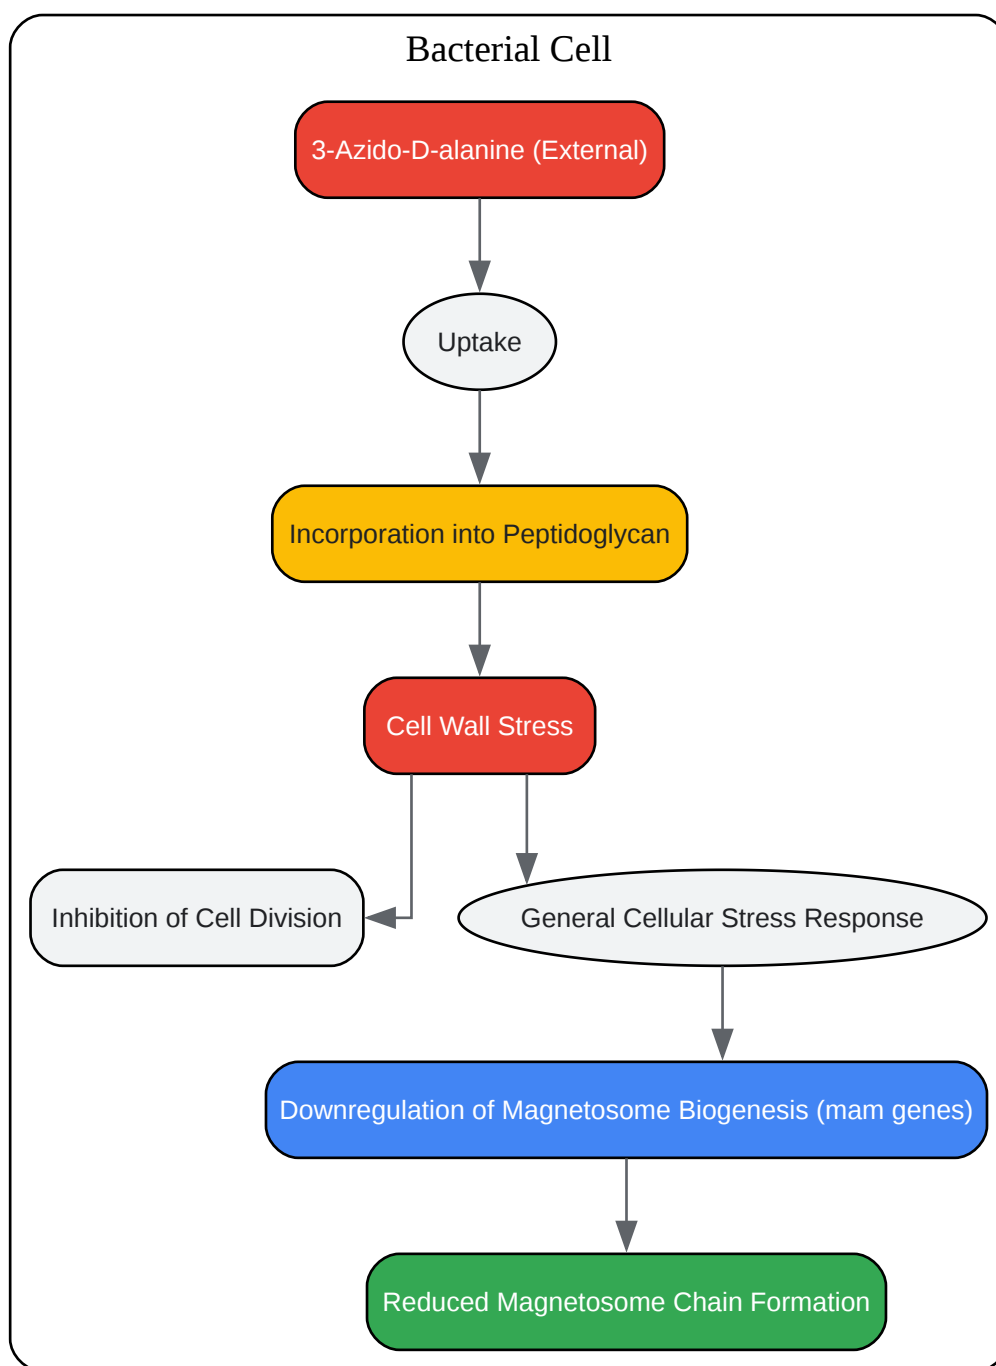 Bacterial Cell
3-Azido-D-alanine (External)
Uptake
Incorporation into Peptidoglycan
Cell Wall Stress
Inhibition of Cell Division
General Cellular Stress Response
Downregulation of Magnetosome Biogenesis (mam genes)
Reduced Magnetosome Chain Formation